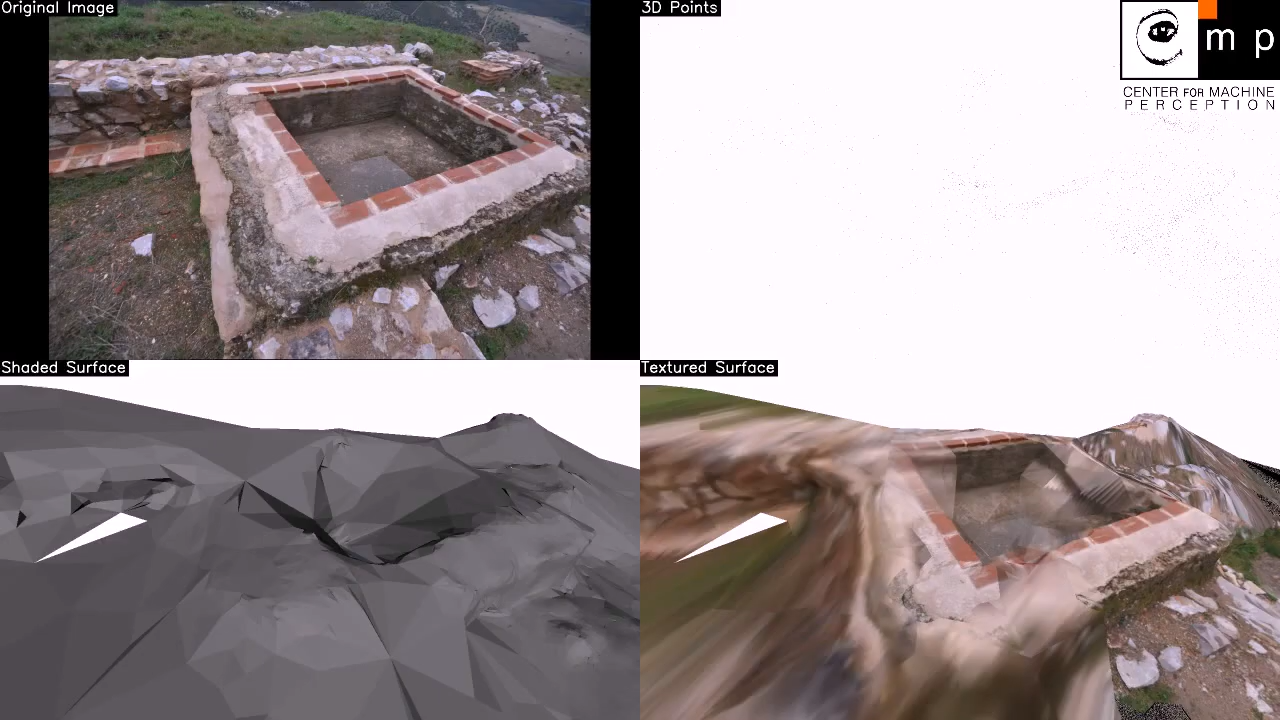 Original Image
3D Points
m p
CENTER FOR MACHINE
PERCEPTION
Shaded Surface
Textured Surface